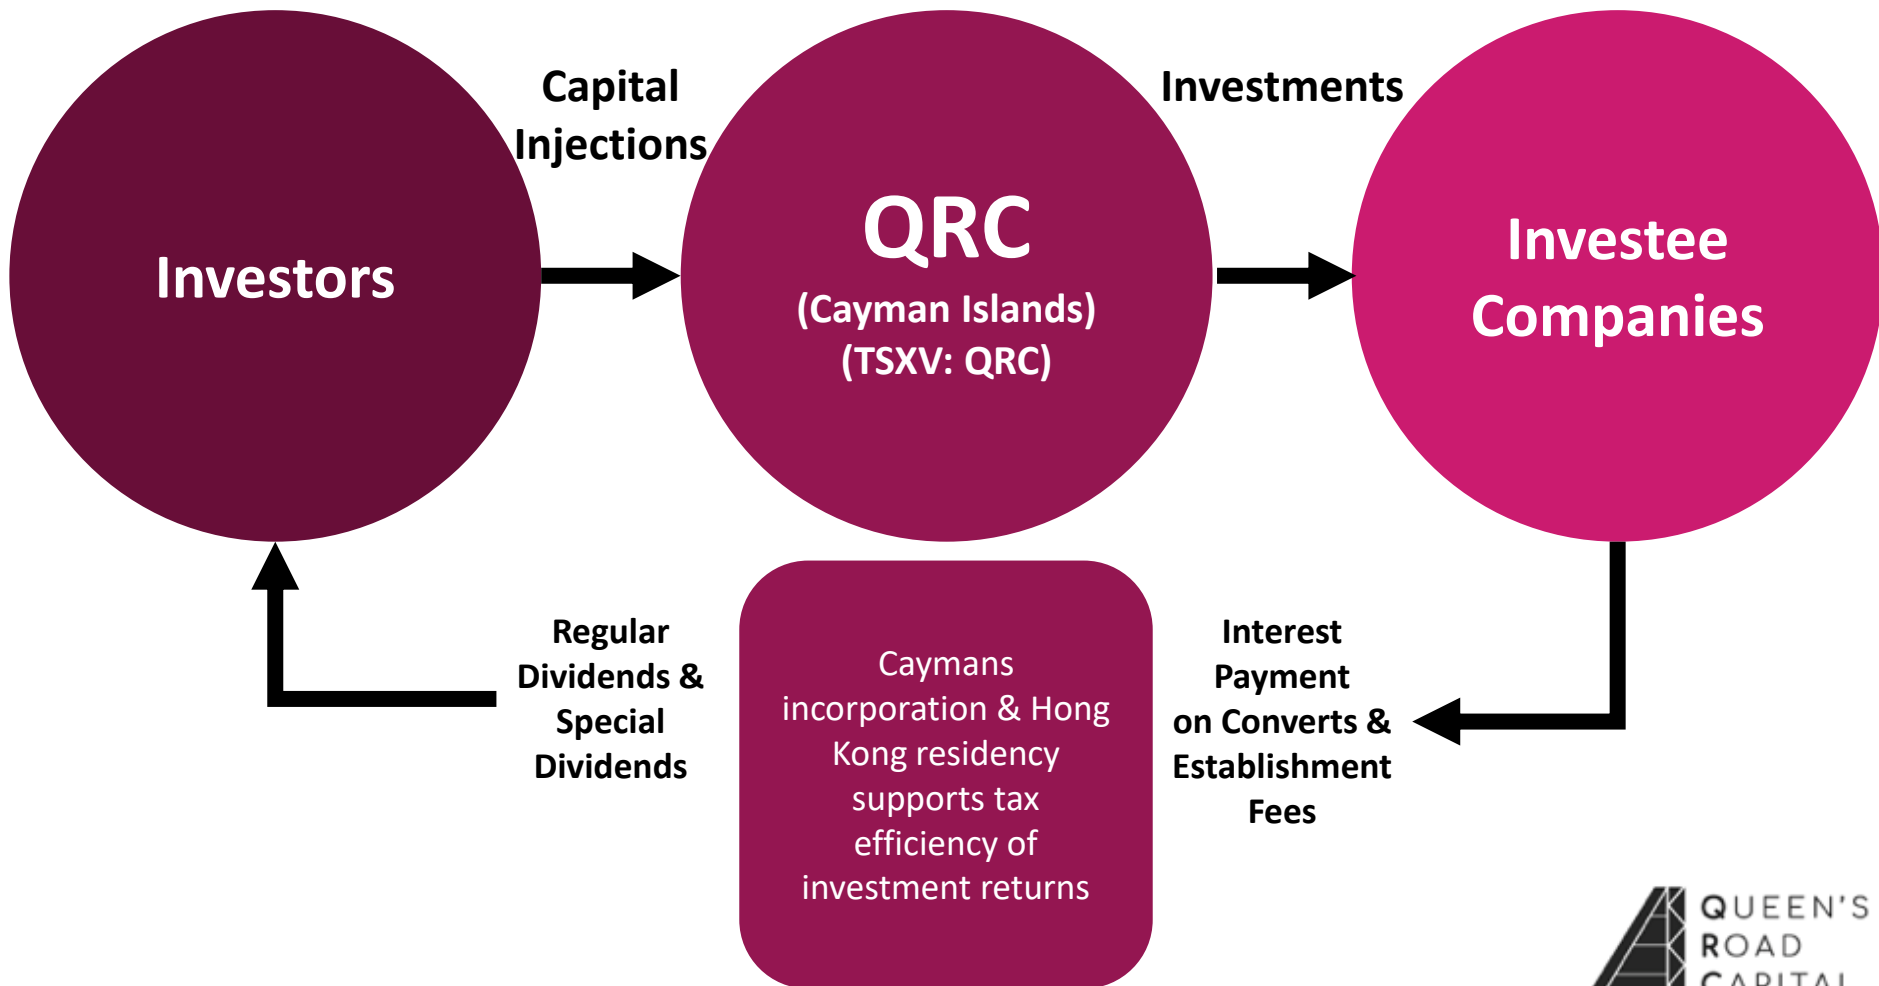 Capital
Injections
Investments
Investors
QRC
(Cayman Islands)
(TSXV: QRC)
Investee
Companies
Regular
Dividends &
Special
Dividends
Caymans
incorporation & Hong
Kong residency
supports tax
efficiency of
investment returns
Interest
Payment
on Converts &
Establishment
Fees
QUEEN'S
ROAD
CAPITAL